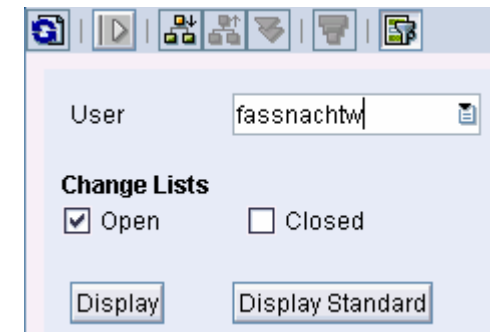 User fassnachtw
Change Lists
Open Closed
Display Display Standard